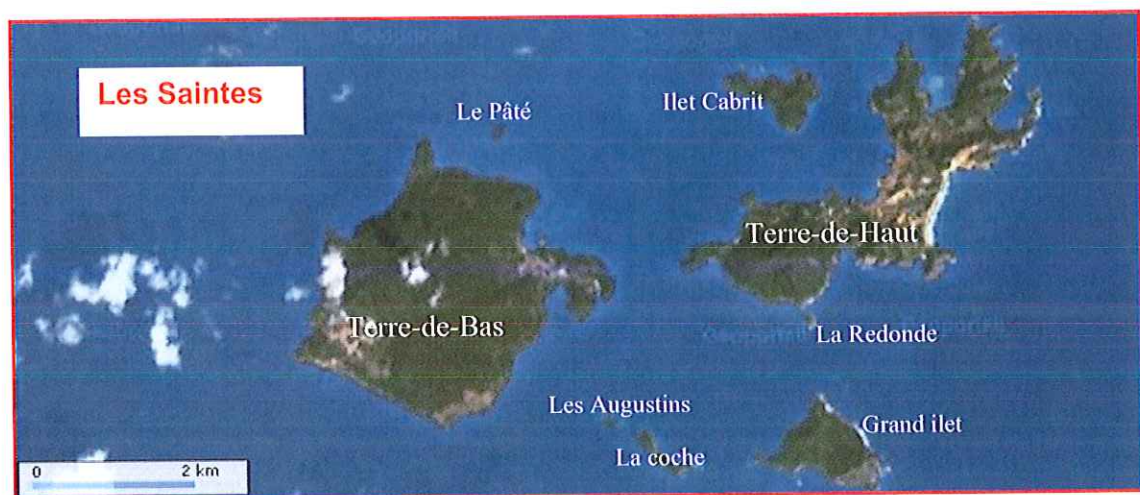 Les Saintes
Le Pâté
Ilet Cabrit
Terre-de-Haut
Terre-de-Bas
La Redonde
Les Augustins
Grand ilet
La coche
0 2 km